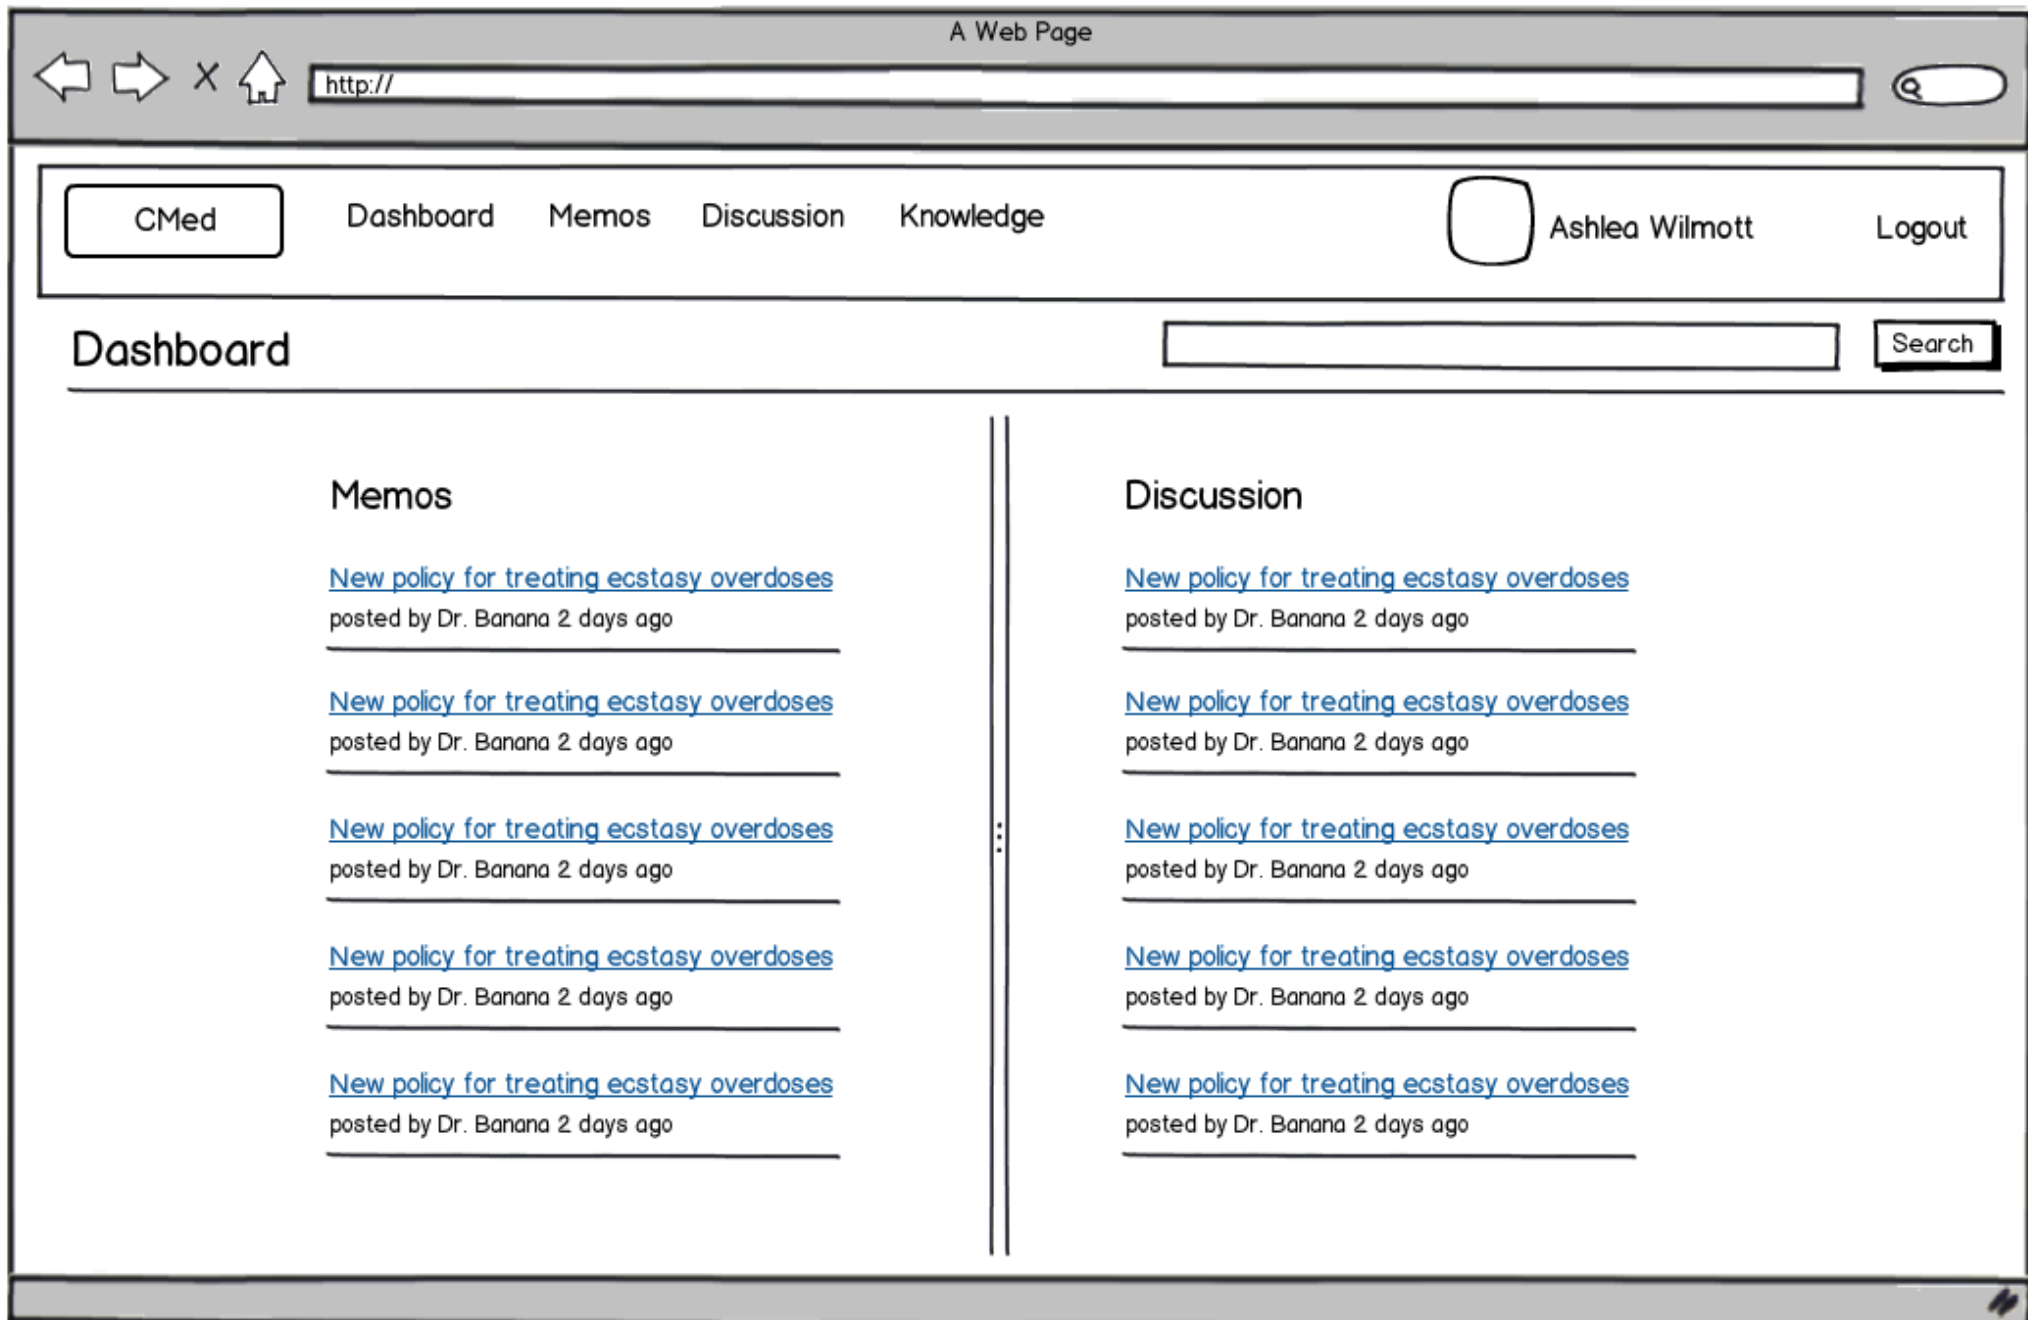 A Web Page
http://
CMed Dashboard Memos Discussion Knowledge Ashlea Wilmott Logout
Dashboard Search
Memos
New policy for treating ecstasy overdoses
posted by Dr. Banana 2 days ago
New policy for treating ecstasy overdoses
posted by Dr. Banana 2 days ago
New policy for treating ecstasy overdoses
posted by Dr. Banana 2 days ago
New policy for treating ecstasy overdoses
posted by Dr. Banana 2 days ago
New policy for treating ecstasy overdoses
posted by Dr. Banana 2 days ago
Discussion
New policy for treating ecstasy overdoses
posted by Dr. Banana 2 days ago
New policy for treating ecstasy overdoses
posted by Dr. Banana 2 days ago
New policy for treating ecstasy overdoses
posted by Dr. Banana 2 days ago
New policy for treating ecstasy overdoses
posted by Dr. Banana 2 days ago
New policy for treating ecstasy overdoses
posted by Dr. Banana 2 days ago